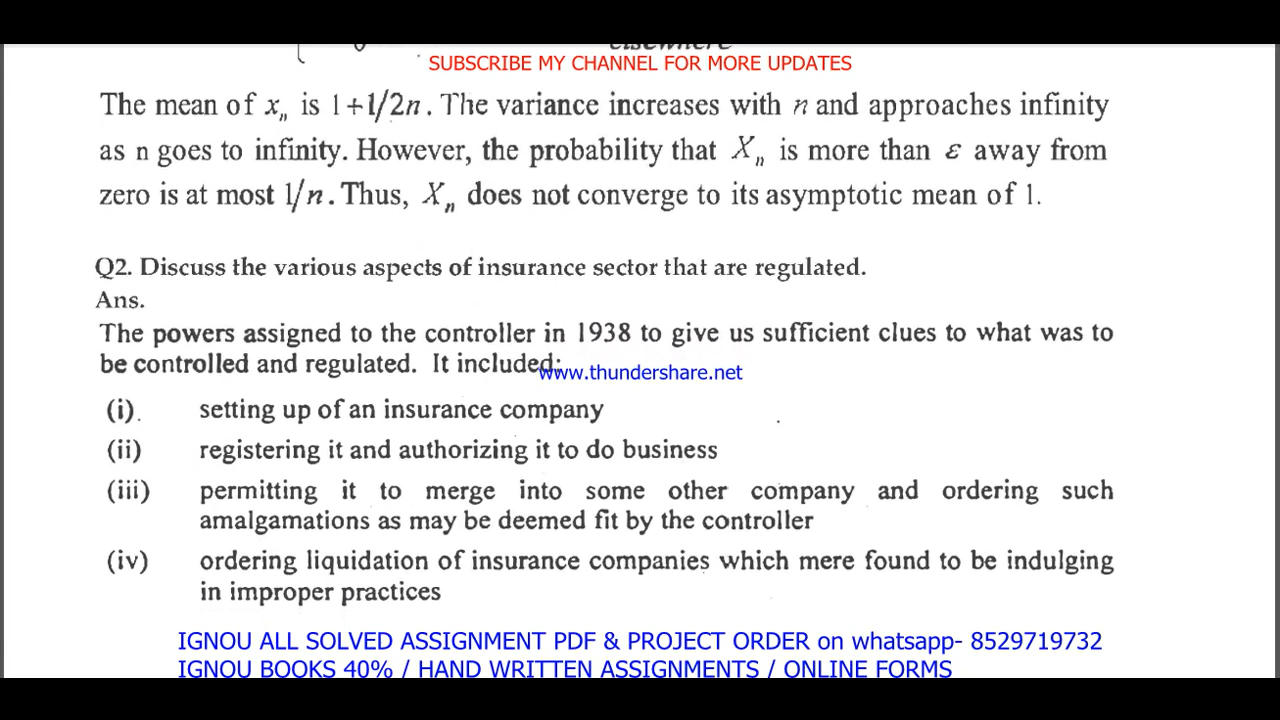 0 elsewhere
SUBSCRIBE MY CHANNEL FOR MORE UPDATES
The mean of xₙ is 1+1/2n. The variance increases with n and approaches infinity
as n goes to infinity. However, the probability that Xₙ is more than ε away from
zero is at most 1/n. Thus, Xₙ does not converge to its asymptotic mean of 1.
Q2. Discuss the various aspects of insurance sector that are regulated.
Ans.
The powers assigned to the controller in 1938 to give us sufficient clues to what was to
be controlled and regulated. It included:
www.thundershare.net
(i) setting up of an insurance company
(ii) registering it and authorizing it to do business
(iii) permitting it to merge into some other company and ordering such
amalgamations as may be deemed fit by the controller
(iv) ordering liquidation of insurance companies which mere found to be indulging
in improper practices
IGNOU ALL SOLVED ASSIGNMENT PDF & PROJECT ORDER on whatsapp- 8529719732
IGNOU BOOKS 40% / HAND WRITTEN ASSIGNMENTS / ONLINE FORMS